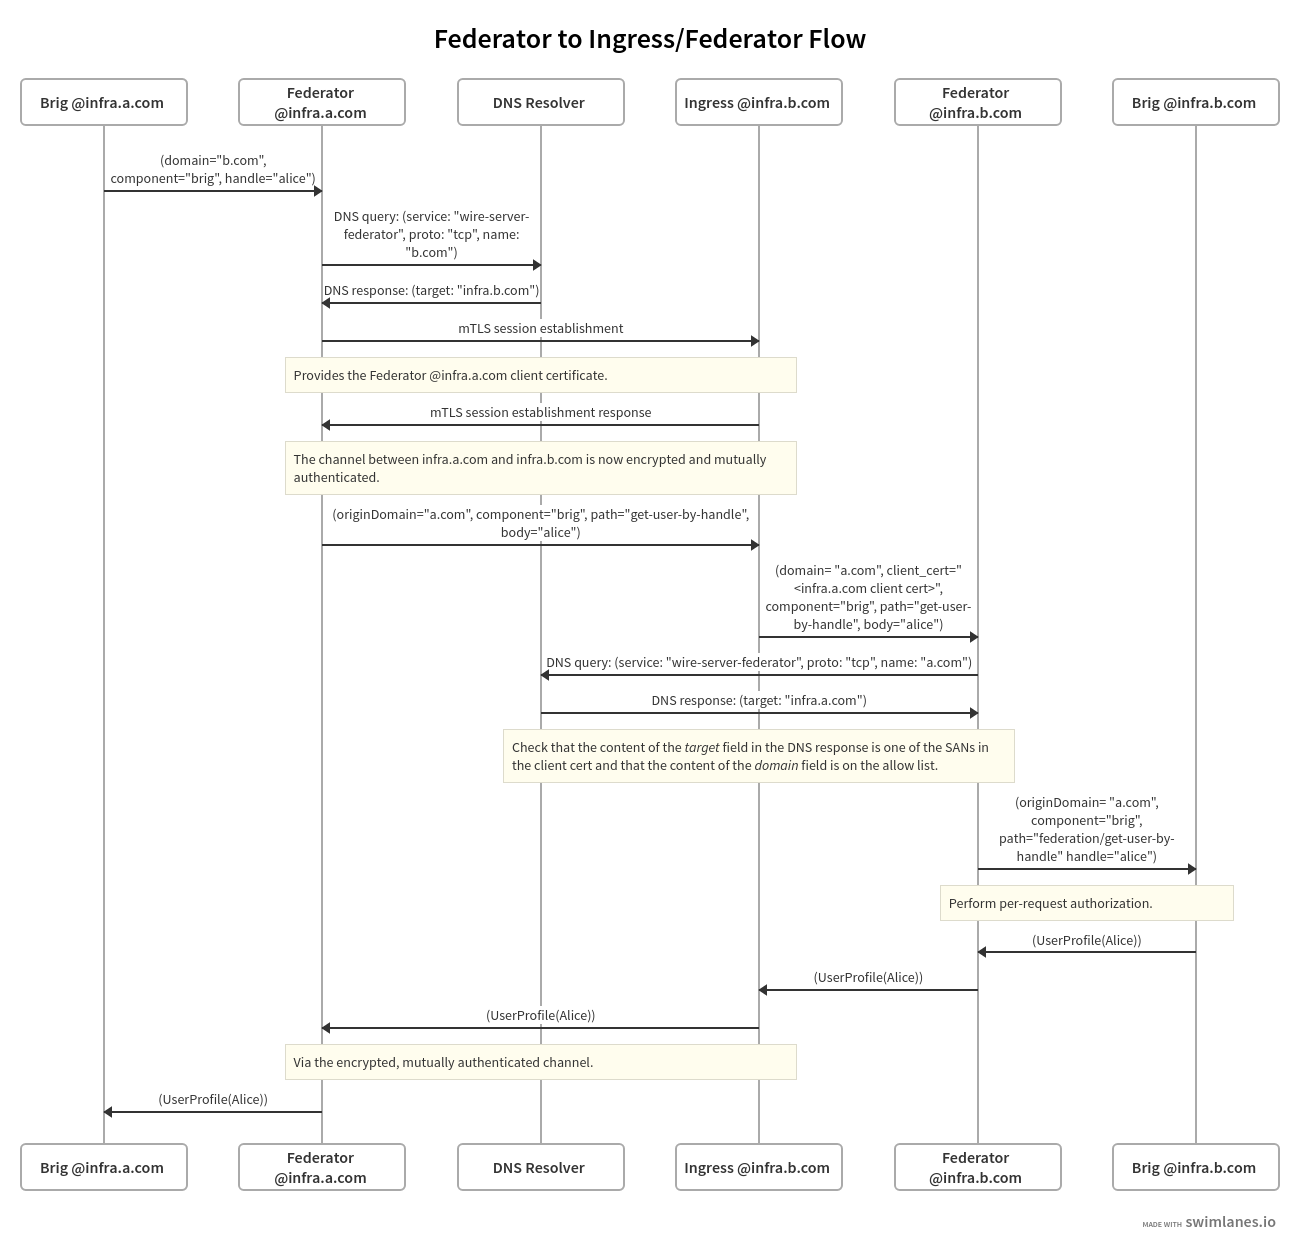 Federator to Ingress/Federator Flow
Brig @infra.a.com
Federator
@infra.a.com
DNS Resolver
Ingress @infra.b.com
Federator
@infra.b.com
Brig @infra.b.com
(domain="b.com",
component="brig", handle="alice")
DNS query: (service: "wire-server-
federator", proto: "tcp", name:
"b.com")
DNS response: (target: "infra.b.com")
mTLS session establishment
Provides the Federator @infra.a.com client certificate.
mTLS session establishment response
The channel between infra.a.com and infra.b.com is now encrypted and mutually
authenticated.
(originDomain="a.com", component="brig", path="get-user-by-handle",
body="alice")
(domain= "a.com", client_cert="
<infra.a.com client cert>",
component="brig", path="get-user-
by-handle", body="alice")
DNS query: (service: "wire-server-federator", proto: "tcp", name: "a.com")
DNS response: (target: "infra.a.com")
Check that the content of the target field in the DNS response is one of the SANs in
the client cert and that the content of the domain field is on the allow list.
(originDomain= "a.com",
component="brig",
path="federation/get-user-by-
handle" handle="alice")
Perform per-request authorization.
(UserProfile(Alice))
(UserProfile(Alice))
(UserProfile(Alice))
Via the encrypted, mutually authenticated channel.
(UserProfile(Alice))
Brig @infra.a.com
Federator
@infra.a.com
DNS Resolver
Ingress @infra.b.com
Federator
@infra.b.com
Brig @infra.b.com
MADE WITH swimlanes.io